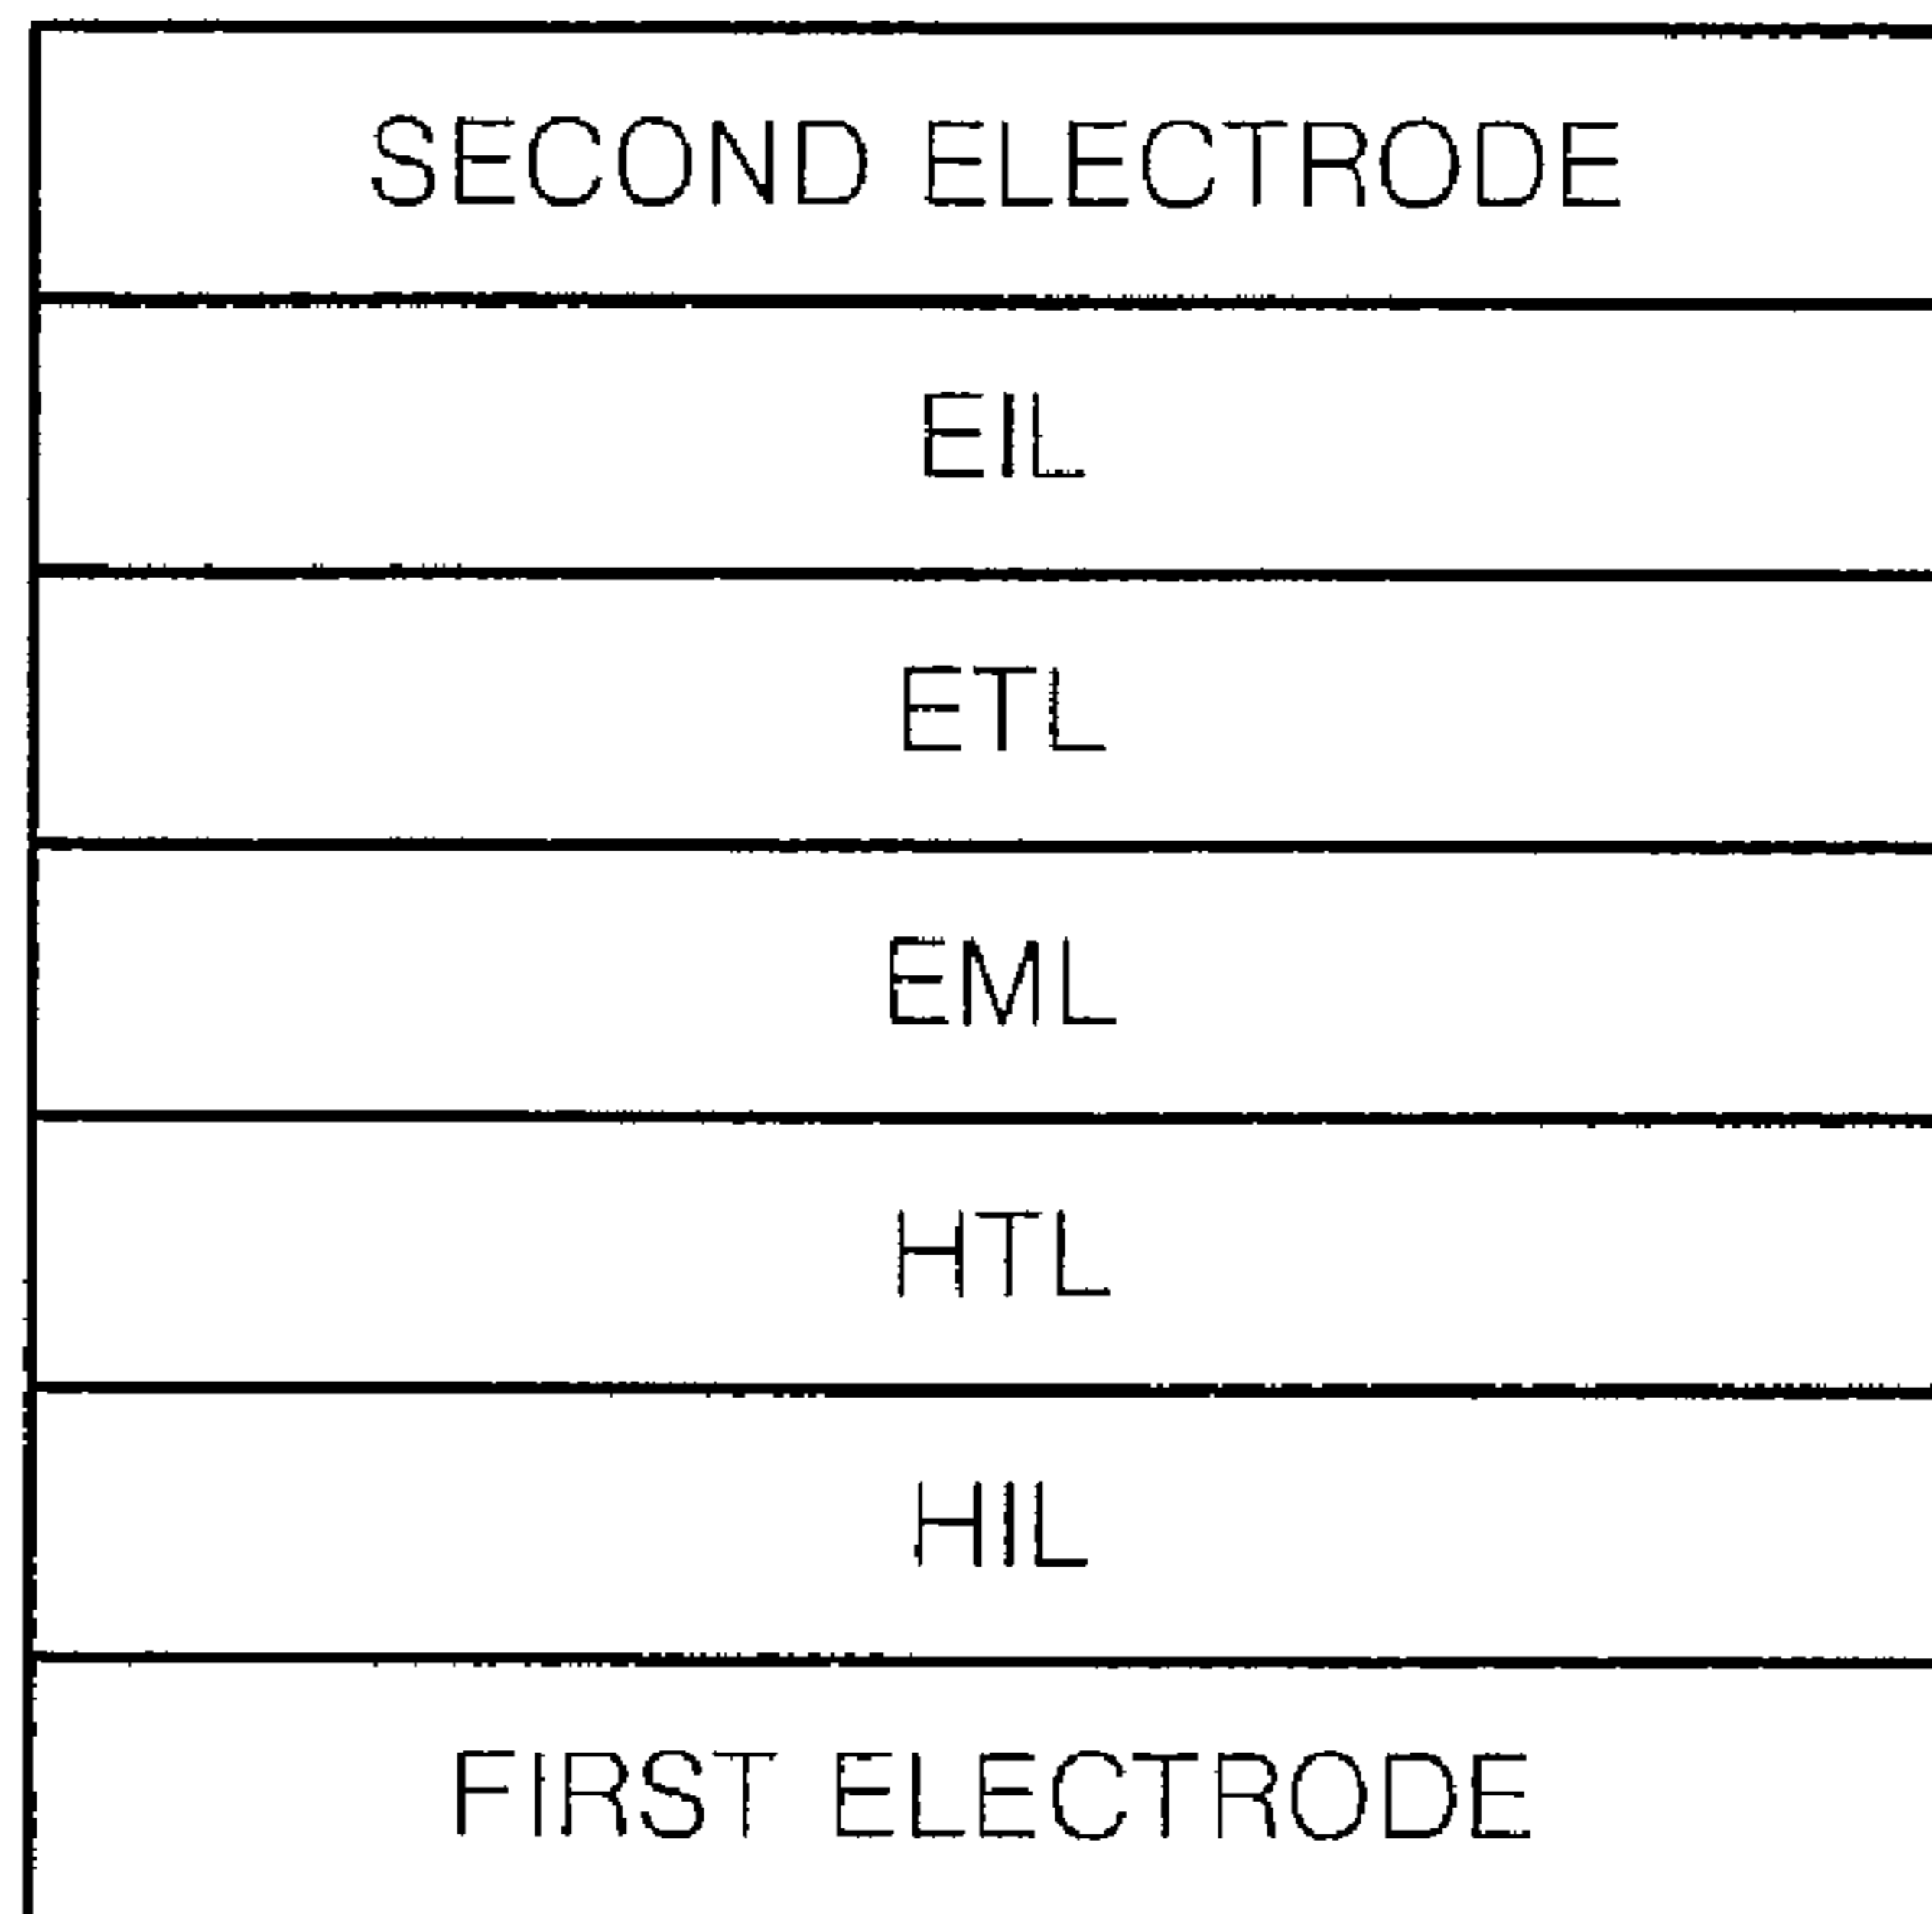 SECOND ELECTRODE
EIL
ETL
EML
HTL
HIL
FIRST ELECTRODE